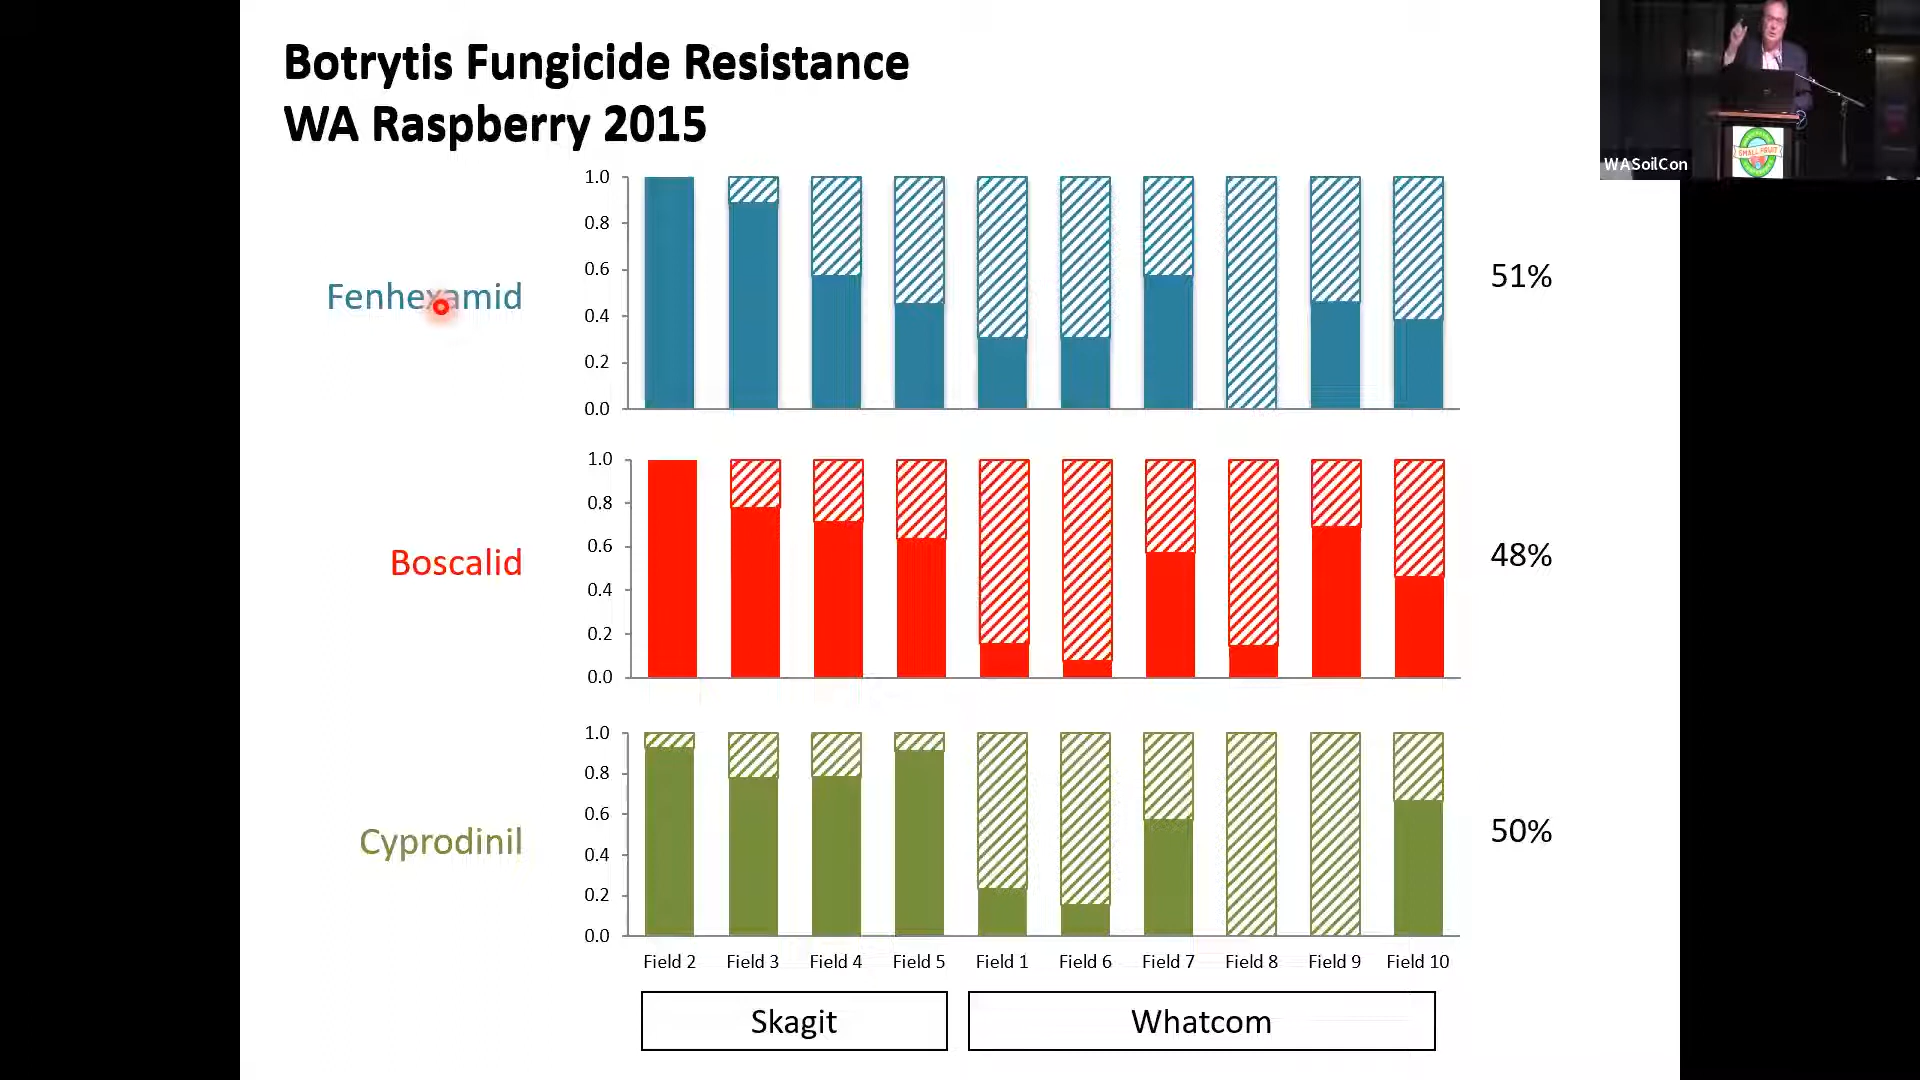 Botrytis Fungicide Resistance
WA Raspberry 2015
WASoilCon
SMALL FRUIT
Fenhexamid
1.0
0.8
0.6
0.4
0.2
0.0
51%
Boscalid
1.0
0.8
0.6
0.4
0.2
0.0
48%
Cyprodinil
1.0
0.8
0.6
0.4
0.2
0.0
50%
Field 2 Field 3 Field 4 Field 5 Field 1 Field 6 Field 7 Field 8 Field 9 Field 10
Skagit Whatcom